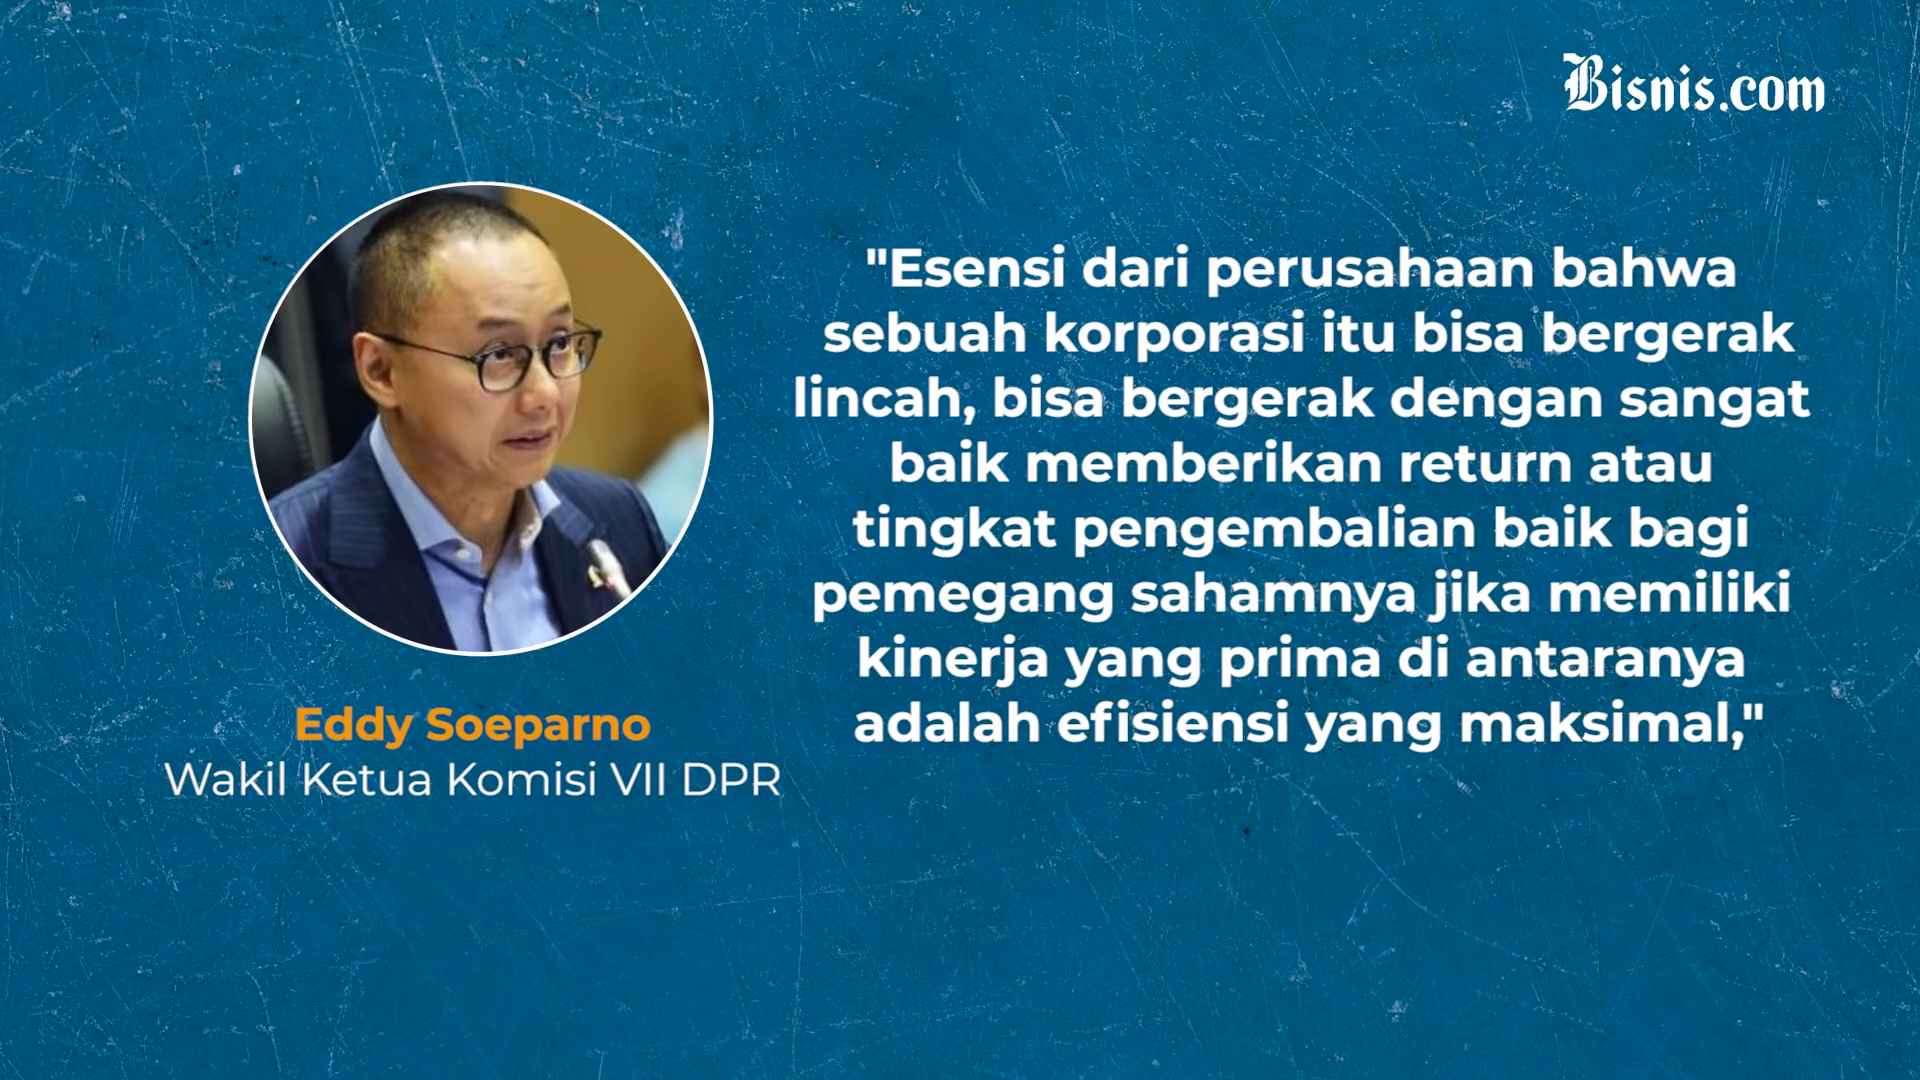 Bisnis.com
"Esensi dari perusahaan bahwa
sebuah korporasi itu bisa bergerak
lincah, bisa bergerak dengan sangat
baik memberikan return atau
tingkat pengembalian baik bagi
pemegang sahamnya jika memiliki
kinerja yang prima di antaranya
adalah efisiensi yang maksimal,"
Eddy Soeparno
Wakil Ketua Komisi VII DPR